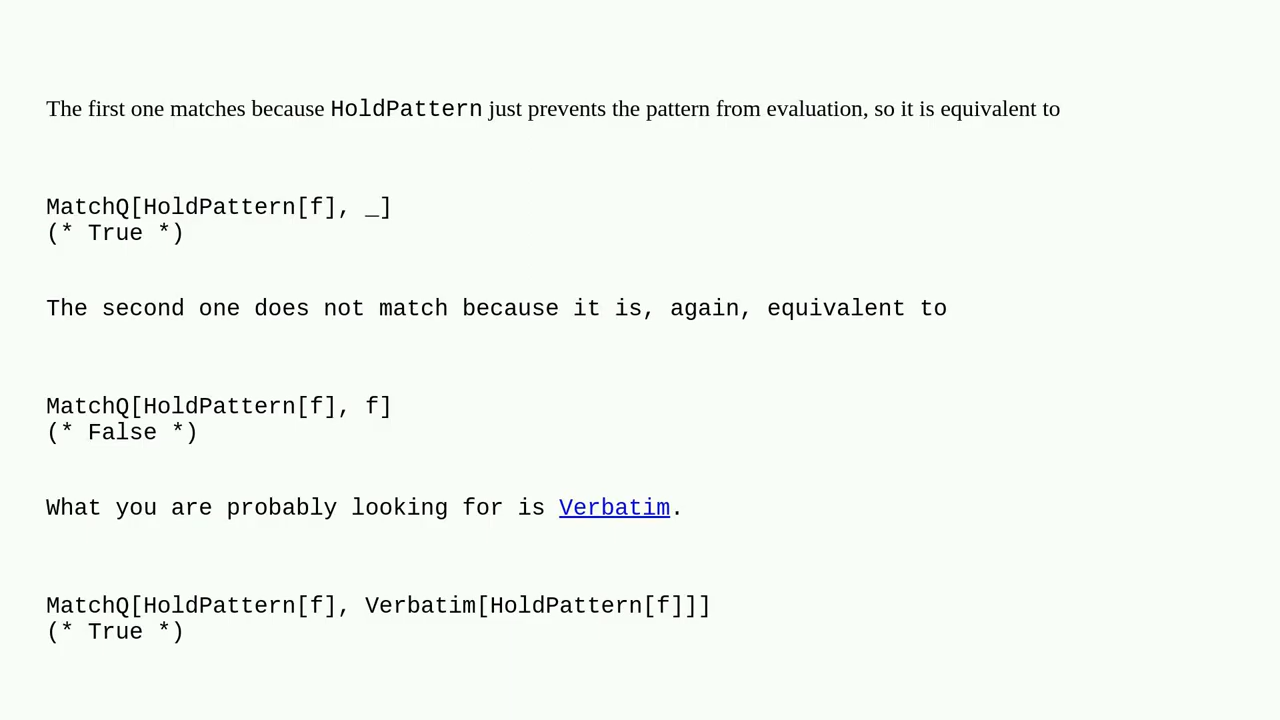 The first one matches because HoldPattern just prevents the pattern from evaluation, so it is equivalent to
MatchQ[HoldPattern[f], _]
(* True *)
The second one does not match because it is, again, equivalent to
MatchQ[HoldPattern[f], f]
(* False *)
What you are probably looking for is Verbatim.
MatchQ[HoldPattern[f], Verbatim[HoldPattern[f]]]
(* True *)